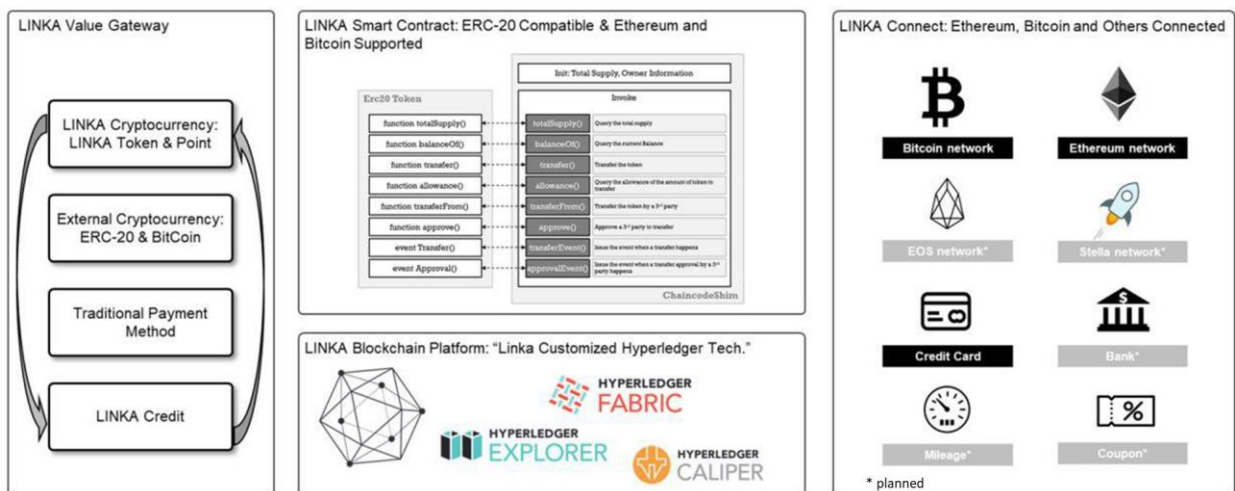 LINKA Value Gateway
LINKA Cryptocurrency:
LINKA Token & Point
External Cryptocurrency:
ERC-20 & BitCoin
Traditional Payment
Method
LINKA Credit
LINKA Smart Contract: ERC-20 Compatible & Ethereum and
Bitcoin Supported
Init: Total Supply, Owner Information
Erc20 Token
Invoke
function totalSupply()
totalSupply()
Query the total supply
function balanceOf()
balanceOf()
Query the current Balance
function transfer()
transfer()
Transfer the token
function allowance()
allowance()
Query the allowance of the amount of token to
transfer
function transferFrom()
transferFrom()
Transfer the token by a 3rd party
function approve()
approve()
Approve a 3rd party to transfer
event Transfer()
transferEvent()
Issue the event when a transfer happens
event Approval()
approvalEvent()
Issue the event when a transfer approval by a 3rd
party happens
ChaincodeShim
LINKA Blockchain Platform: “Linka Customized Hyperledger Tech.”
HYPERLEDGER
FABRIC
HYPERLEDGER
EXPLORER
HYPERLEDGER
CALIPER
LINKA Connect: Ethereum, Bitcoin and Others Connected
Bitcoin network
Ethereum network
EOS network*
Stella network*
Credit Card
Bank*
Mileage*
Coupon*
* planned